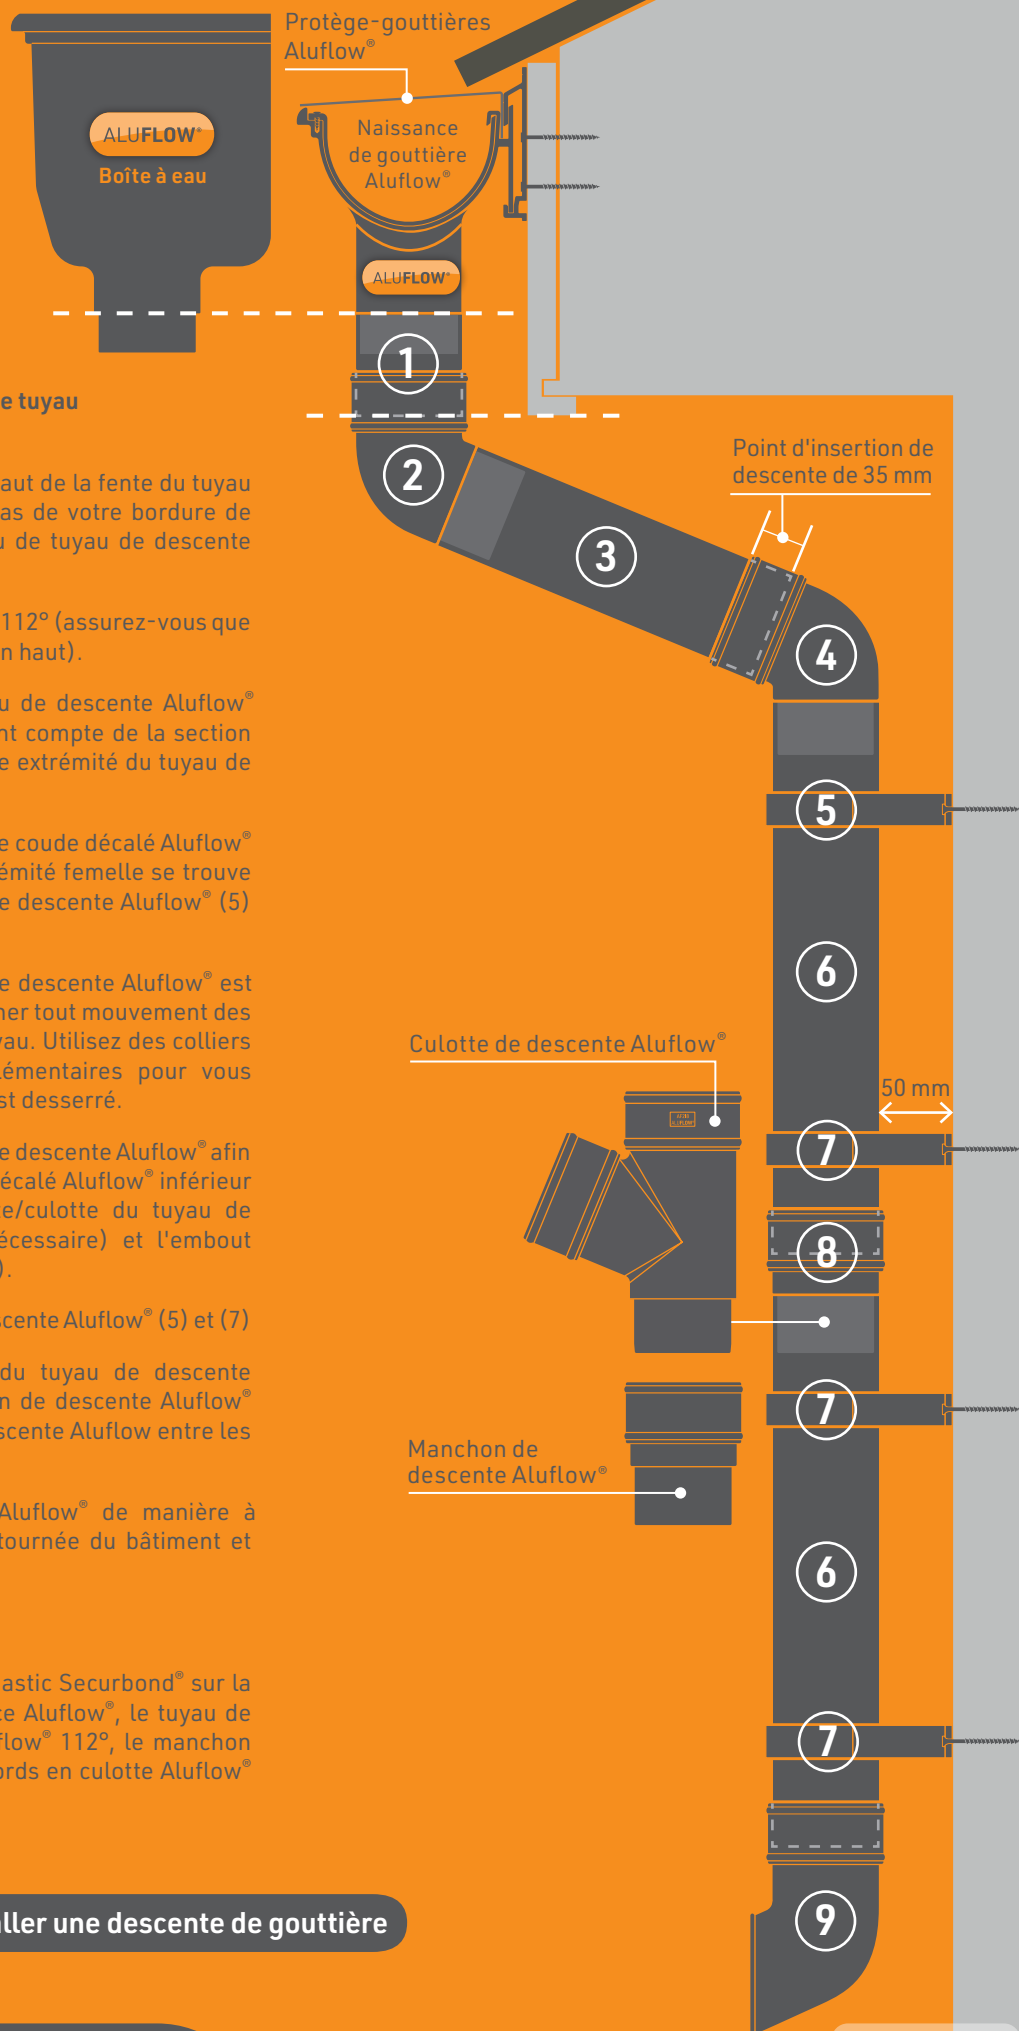 Protège-gouttières
Aluflow®
ALUFLOW®
Boîte à eau
Naissance
de gouttière
Aluflow®
ALUFLOW®
1
2
3
4
5
6
7
8
7
6
7
9
Point d'insertion de
descente de 35 mm
50 mm
Culotte de descente Aluflow®
Manchon de
descente Aluflow®
e tuyau
aut de la fente du tuyau
as de votre bordure de
u de tuyau de descente
112° (assurez-vous que
n haut).
u de descente Aluflow®
nt compte de la section
e extrémité du tuyau de
e coude décalé Aluflow®
émité femelle se trouve
e descente Aluflow® (5)
e descente Aluflow® est
ner tout mouvement des
yau. Utilisez des colliers
lémentaires pour vous
st desserré.
e descente Aluflow® afin
écalé Aluflow® inférieur
te/culotte du tuyau de
écessaire) et l'embout
).
scente Aluflow® (5) et (7)
du tuyau de descente
n de descente Aluflow®
scente Aluflow entre les
Aluflow® de manière à
tournée du bâtiment et
astic Securbond® sur la
ce Aluflow®, le tuyau de
flow® 112°, le manchon
ords en culotte Aluflow®
aller une descente de gouttière